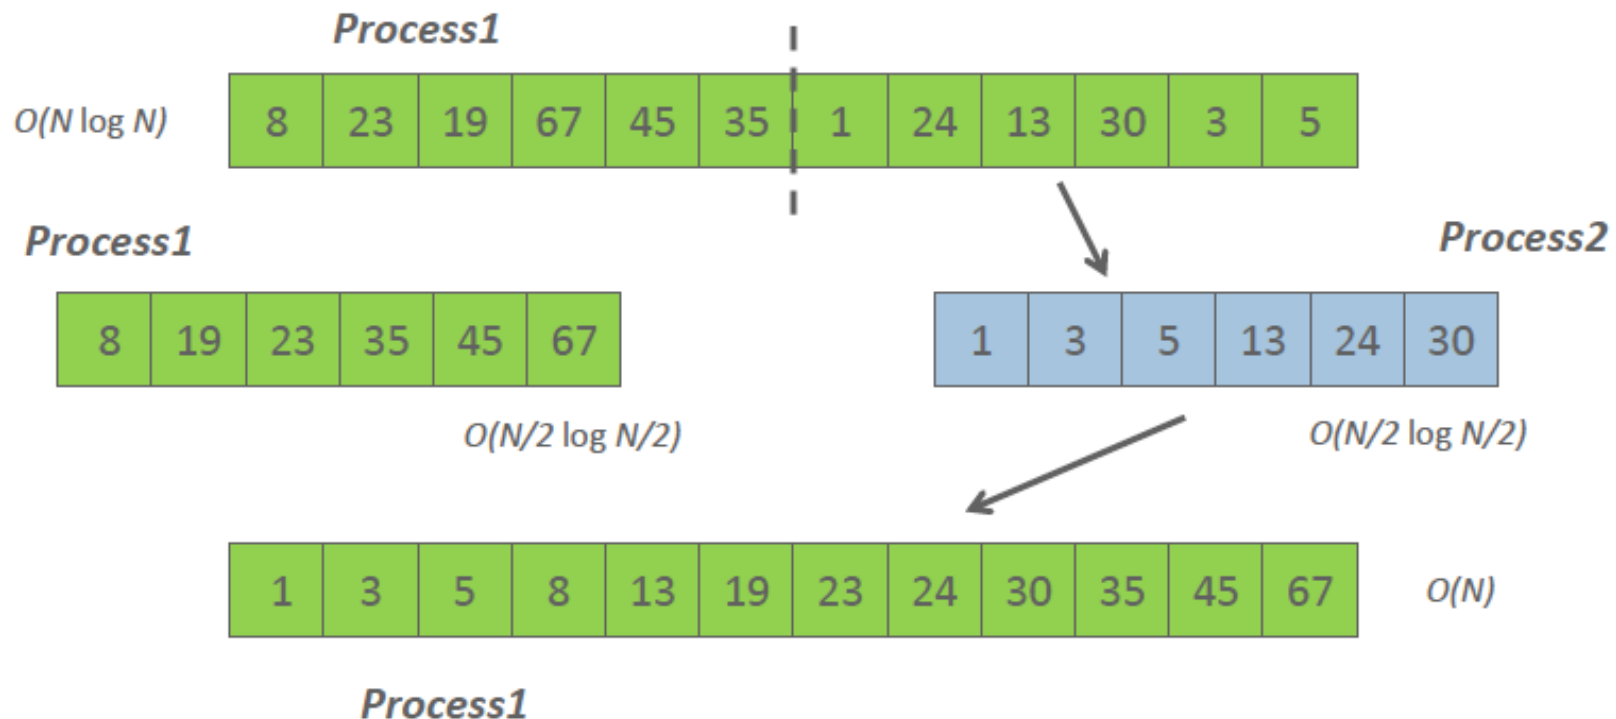 Process1
O(N log N) 8 23 19 67 45 35 1 24 13 30 3 5
Process1
Process2
8 19 23 35 45 67
1 3 5 13 24 30
O(N/2 log N/2)
O(N/2 log N/2)
1 3 5 8 13 19 23 24 30 35 45 67 O(N)
Process1